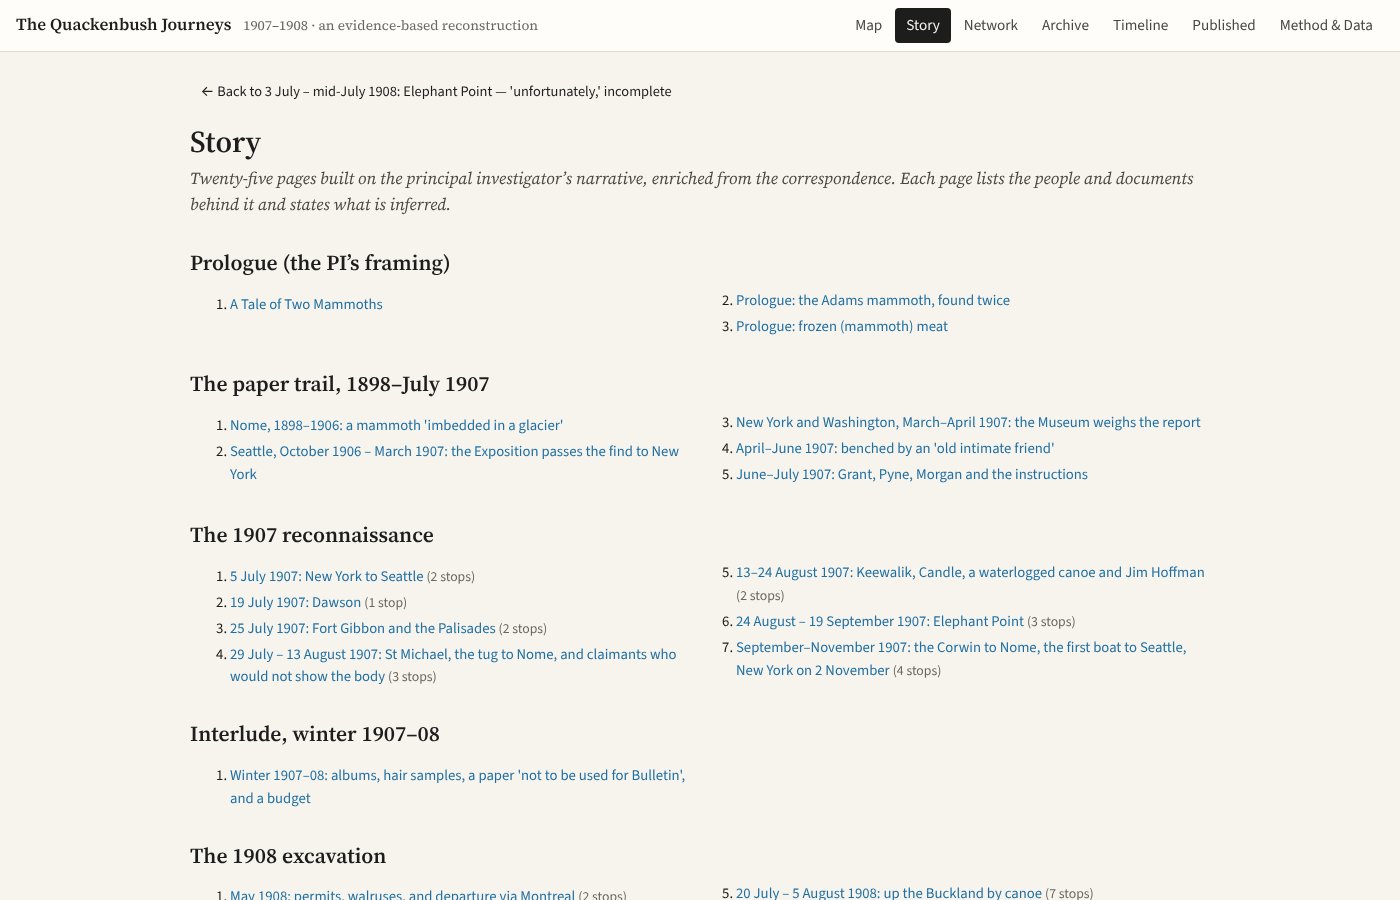 The Quackenbush Journeys 1907–1908 · an evidence-based reconstruction
Map Story Network Archive Timeline Published Method & Data
← Back to 3 July – mid-July 1908: Elephant Point — 'unfortunately,' incomplete
Story
Twenty-five pages built on the principal investigator’s narrative, enriched from the correspondence. Each page lists the people and documents
behind it and states what is inferred.
Prologue (the PI’s framing)
1. A Tale of Two Mammoths
2. Prologue: the Adams mammoth, found twice
3. Prologue: frozen (mammoth) meat
The paper trail, 1898–July 1907
1. Nome, 1898–1906: a mammoth 'imbedded in a glacier'
2. Seattle, October 1906 – March 1907: the Exposition passes the find to New
York
3. New York and Washington, March–April 1907: the Museum weighs the report
4. April–June 1907: benched by an 'old intimate friend'
5. June–July 1907: Grant, Pyne, Morgan and the instructions
The 1907 reconnaissance
1. 5 July 1907: New York to Seattle (2 stops)
2. 19 July 1907: Dawson (1 stop)
3. 25 July 1907: Fort Gibbon and the Palisades (2 stops)
4. 29 July – 13 August 1907: St Michael, the tug to Nome, and claimants who
would not show the body (3 stops)
5. 13–24 August 1907: Keewalik, Candle, a waterlogged canoe and Jim Hoffman
(2 stops)
6. 24 August – 19 September 1907: Elephant Point (3 stops)
7. September–November 1907: the Corwin to Nome, the first boat to Seattle,
New York on 2 November (4 stops)
Interlude, winter 1907–08
1. Winter 1907–08: albums, hair samples, a paper 'not to be used for Bulletin',
and a budget
The 1908 excavation
1. May 1908: permits, walruses, and departure via Montreal (2 stops)
5. 20 July – 5 August 1908: up the Buckland by canoe (7 stops)